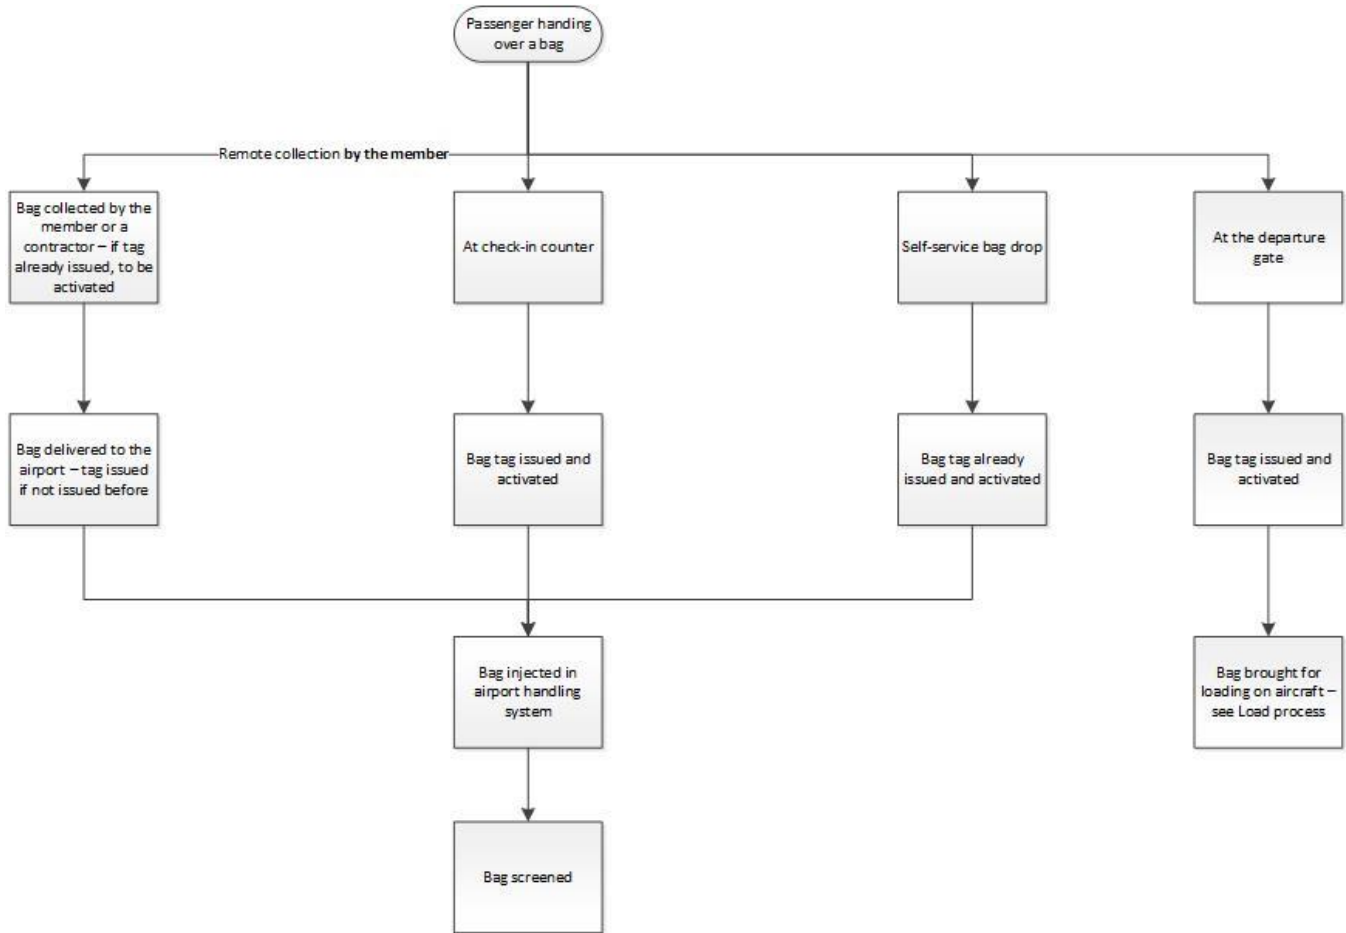 Passenger handing
over a bag
Remote collection by the member
Bag collected by the
member or a
contractor – if tag
already issued, to be
activated
At check-in counter
Self-service bag drop
At the departure
gate
Bag delivered to the
airport – tag issued
if not issued before
Bag tag issued and
activated
Bag tag already
issued and activated
Bag tag issued and
activated
Bag injected in
airport handling
system
Bag brought for
loading on aircraft –
see Load process
Bag screened